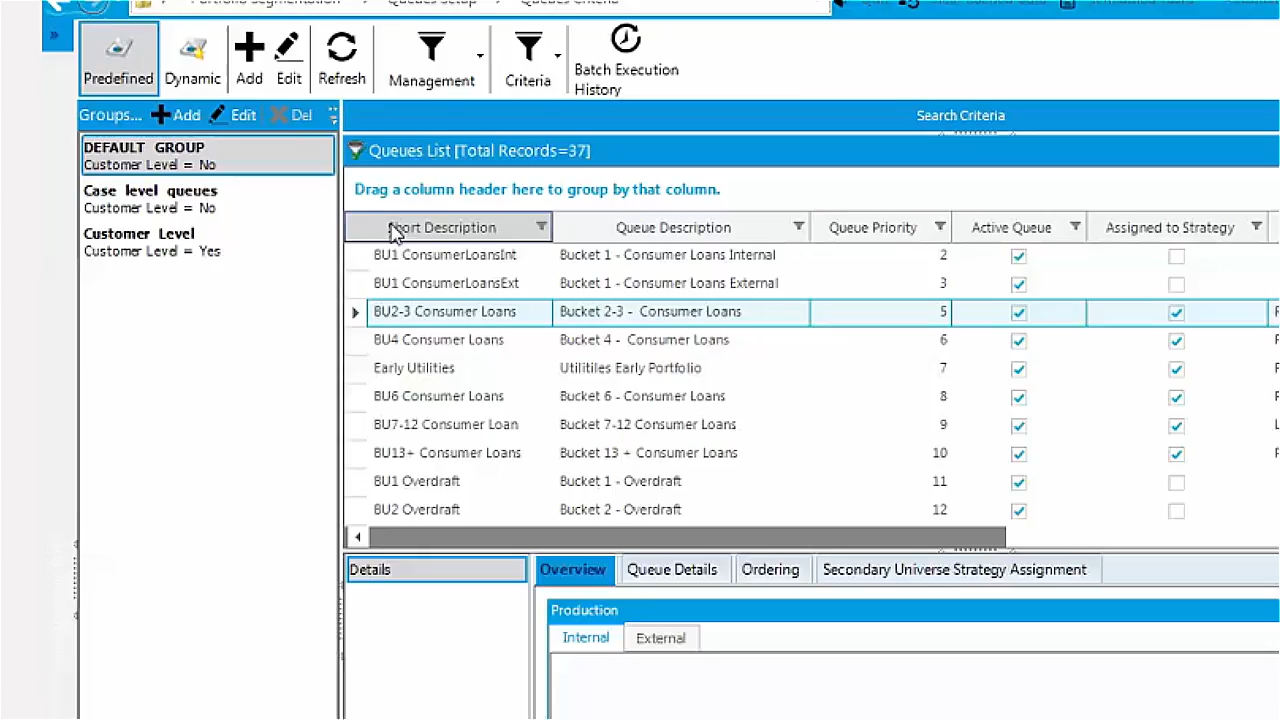 Portfolio Segmentation Queues Setup Queues Criteria
»
Predefined Dynamic Add Edit Refresh Management Criteria Batch Execution History
Groups... Add Edit Del
Search Criteria
DEFAULT GROUP
Customer Level = No
Case level queues
Customer Level = No
Customer Level
Customer Level = Yes
Queues List [Total Records=37]
Drag a column header here to group by that column.
Short Description Queue Description Queue Priority Active Queue Assigned to Strategy
BU1 ConsumerLoansInt Bucket 1 - Consumer Loans Internal 2
BU1 ConsumerLoansExt Bucket 1 - Consumer Loans External 3
BU2-3 Consumer Loans Bucket 2-3 - Consumer Loans 5
BU4 Consumer Loans Bucket 4 - Consumer Loans 6
Early Utilities Utilitiles Early Portfolio 7
BU6 Consumer Loans Bucket 6 - Consumer Loans 8
BU7-12 Consumer Loan Bucket 7-12 Consumer Loans 9
BU13+ Consumer Loans Bucket 13 + Consumer Loans 10
BU1 Overdraft Bucket 1 - Overdraft 11
BU2 Overdraft Bucket 2 - Overdraft 12
Details
Overview Queue Details Ordering Secondary Universe Strategy Assignment
Production
Internal External